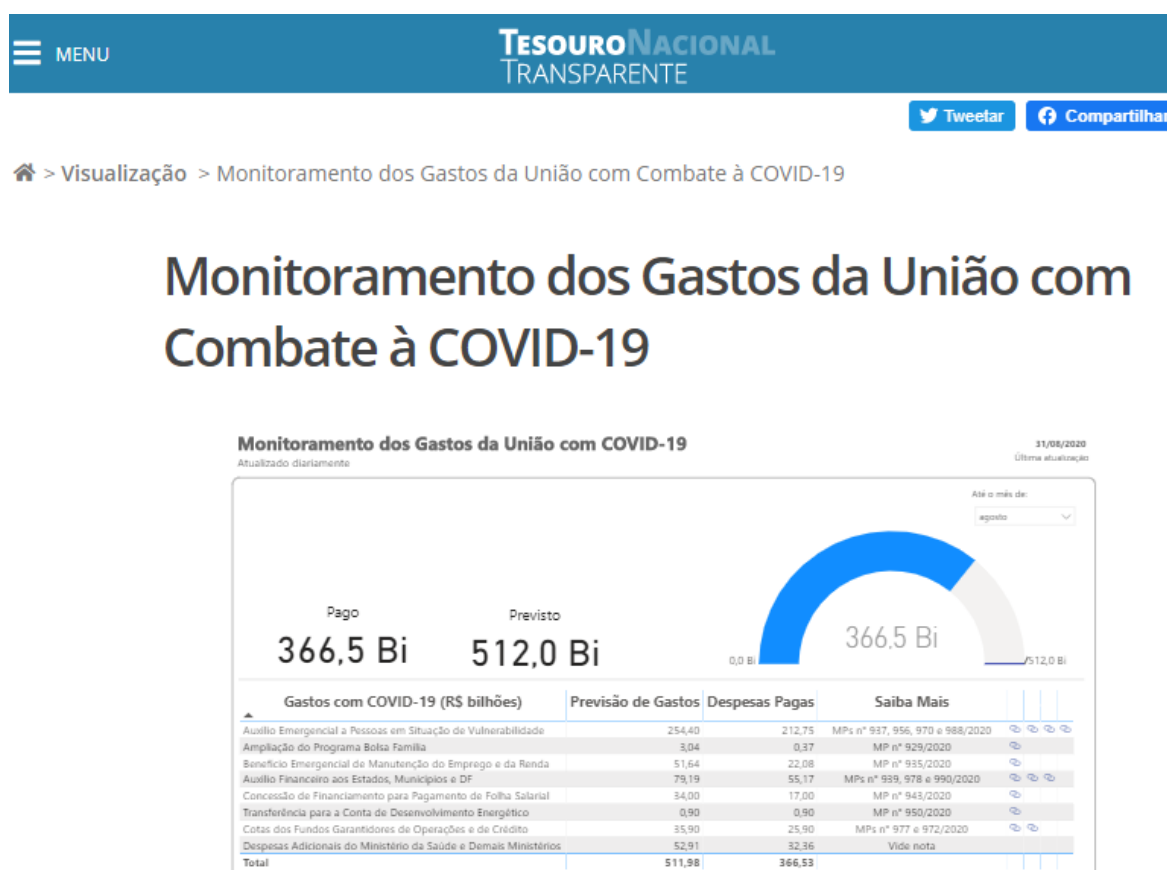 MENU
TESOURONACIONAL
TRANSPARENTE
Tweetar
Compartilhar
> Visualização > Monitoramento dos Gastos da União com Combate à COVID-19
Monitoramento dos Gastos da União com
Combate à COVID-19
Monitoramento dos Gastos da União com COVID-19
31/08/2020
Atualizado diariamente
Última atualização
Até o mês de:
agosto
Pago
Previsto
366,5 Bi
512,0 Bi
366,5 Bi
0,0 Bi
512,0 Bi
Gastos com COVID-19 (R$ bilhões) Previsão de Gastos Despesas Pagas Saiba Mais
Auxílio Emergencial a Pessoas em Situação de Vulnerabilidade 254,40 212,75 MPs nº 937, 956, 970 e 988/2020
Ampliação do Programa Bolsa Família 3,04 0,37 MP nº 929/2020
Benefício Emergencial de Manutenção do Emprego e da Renda 51,64 22,08 MP nº 935/2020
Auxílio Financeiro aos Estados, Municípios e DF 79,19 55,17 MPs nº 939, 978 e 990/2020
Concessão de Financiamento para Pagamento de Folha Salarial 34,00 17,00 MP nº 943/2020
Transferência para a Conta de Desenvolvimento Energético 0,90 0,90 MP nº 950/2020
Cotas dos Fundos Garantidores de Operações e de Crédito 35,90 25,90 MPs nº 977 e 972/2020
Despesas Adicionais do Ministério da Saúde e Demais Ministérios 52,91 32,36 Vide nota
Total 511,98 366,53